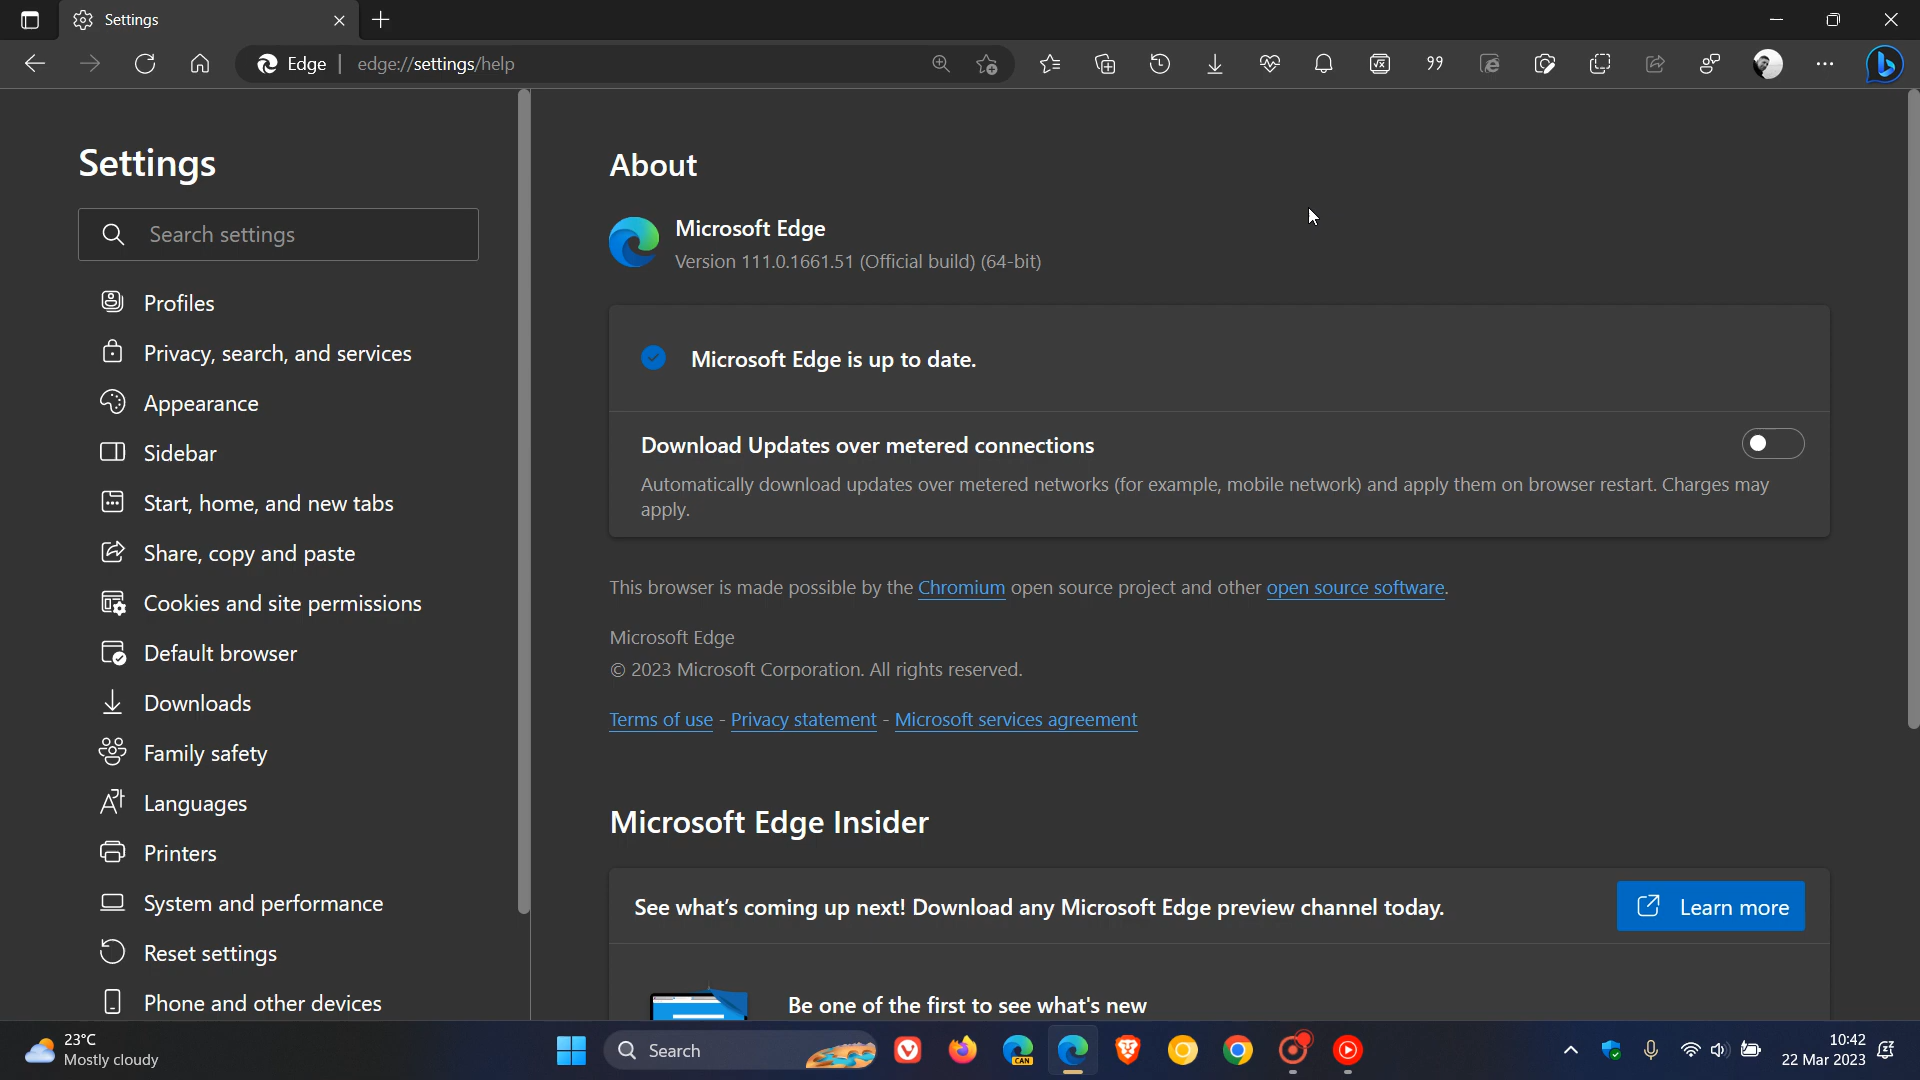 Settings
Edge
edge://settings/help
Settings
Search settings
Profiles
Privacy, search, and services
Appearance
Sidebar
Start, home, and new tabs
Share, copy and paste
Cookies and site permissions
Default browser
Downloads
Family safety
Languages
Printers
System and performance
Reset settings
Phone and other devices
About
Microsoft Edge
Version 111.0.1661.51 (Official build) (64-bit)
Microsoft Edge is up to date.
Download Updates over metered connections
Automatically download updates over metered networks (for example, mobile network) and apply them on browser restart. Charges may
apply.
This browser is made possible by the Chromium open source project and other open source software.
Microsoft Edge
© 2023 Microsoft Corporation. All rights reserved.
Terms of use - Privacy statement - Microsoft services agreement
Microsoft Edge Insider
See what's coming up next! Download any Microsoft Edge preview channel today.
Learn more
Be one of the first to see what's new
23°C
Mostly cloudy
Search
CAN
10:42
22 Mar 2023